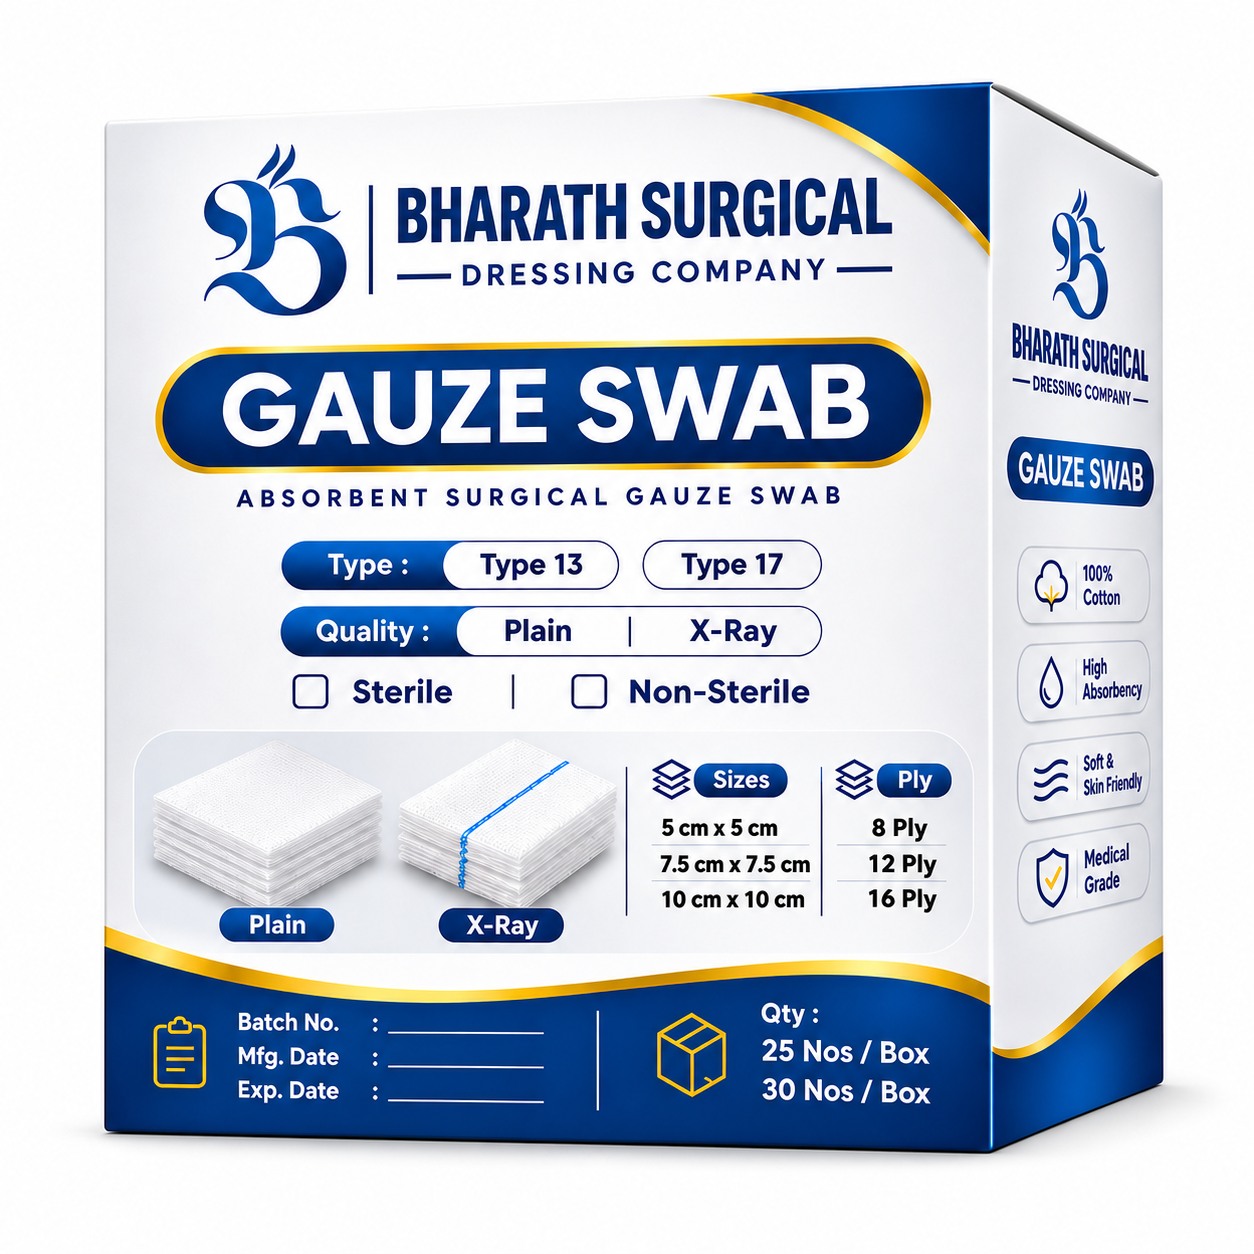 B
BHARATH SURGICAL
DRESSING COMPANY
GAUZE SWAB
ABSORBENT SURGICAL GAUZE SWAB
Type : Type 13 Type 17
Quality : Plain | X-Ray
Sterile | Non-Sterile
Plain
X-Ray
Sizes
5 cm x 5 cm
7.5 cm x 7.5 cm
10 cm x 10 cm
Ply
8 Ply
12 Ply
16 Ply
Batch No. :
Mfg. Date :
Exp. Date :
Qty :
25 Nos / Box
30 Nos / Box
B
BHARATH SURGICAL
DRESSING COMPANY
GAUZE SWAB
100%
Cotton
High
Absorbency
Soft &
Skin Friendly
Medical
Grade